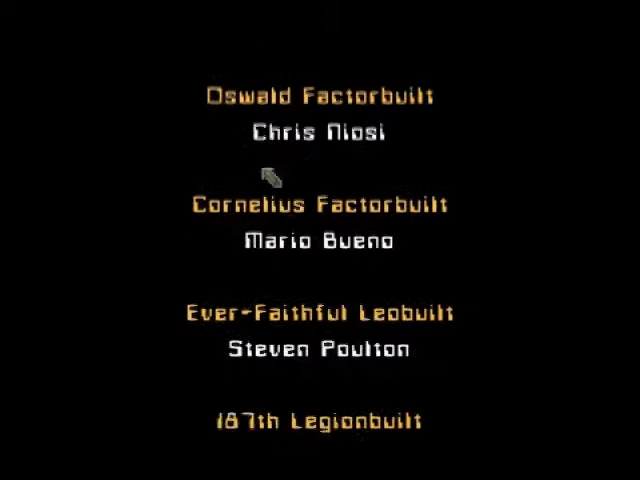 Oswald Factorbuilt
Chris Niosi
Cornelius Factorbuilt
Mario Bueno
Ever-Faithful Leobuilt
Steven Poulton
187th Legionbuilt